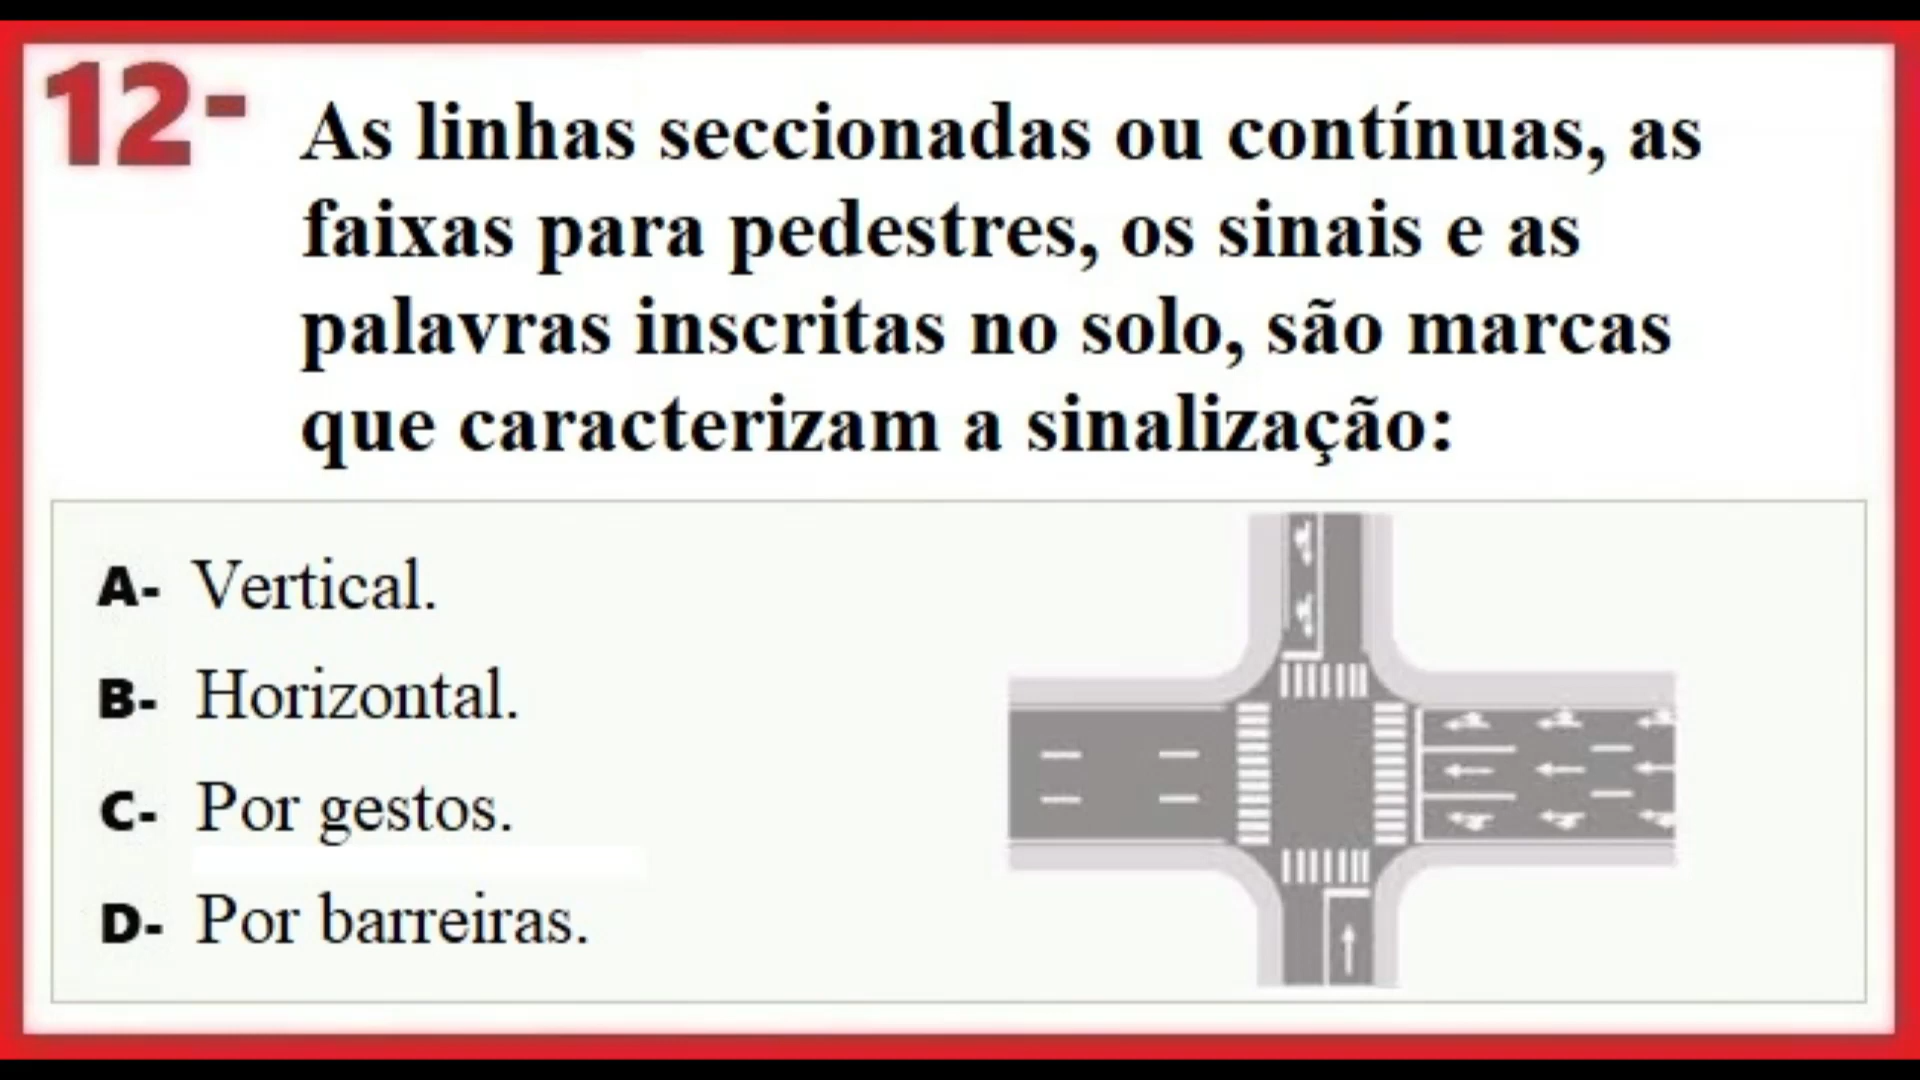 12- As linhas seccionadas ou contínuas, as
faixas para pedestres, os sinais e as
palavras inscritas no solo, são marcas
que caracterizam a sinalização:
A- Vertical.
B- Horizontal.
C- Por gestos.
D- Por barreiras.